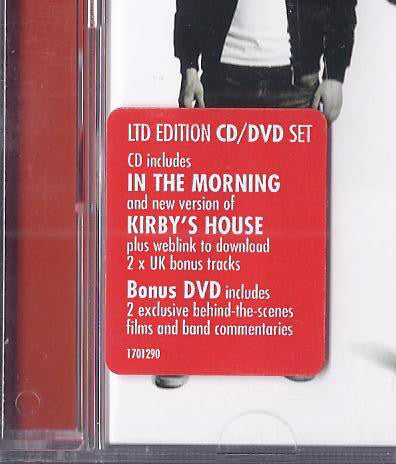 LTD EDITION CD/DVD SET
CD includes
IN THE MORNING
and new version of
KIRBY'S HOUSE
plus weblink to download
2 x UK bonus tracks
Bonus DVD includes
2 exclusive behind-the-scenes
films and band commentaries
1701290